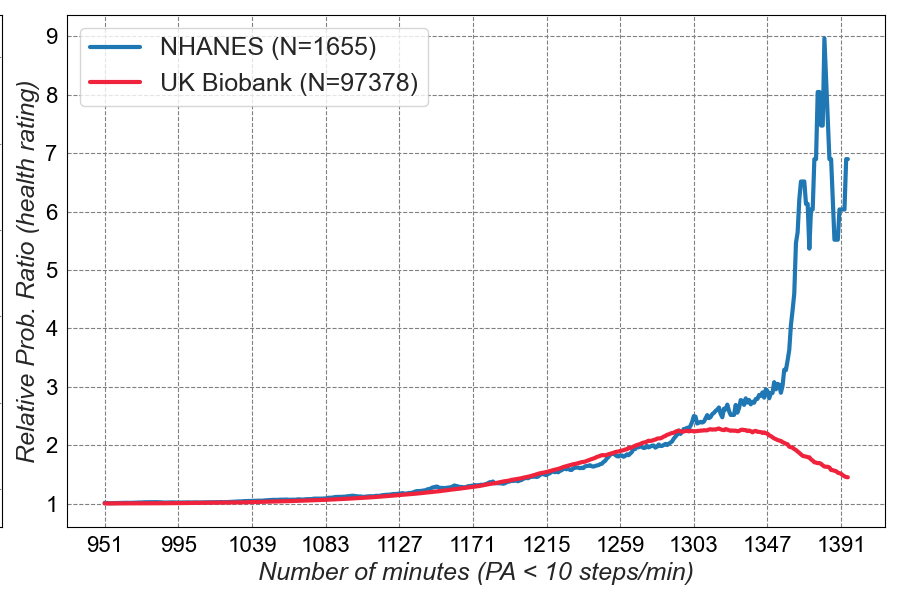 NHANES (N=1655)
UK Biobank (N=97378)
Relative Prob. Ratio (health rating)
9
8
7
6
5
4
3
2
1
951 995 1039 1083 1127 1171 1215 1259 1303 1347 1391
Number of minutes (PA < 10 steps/min)